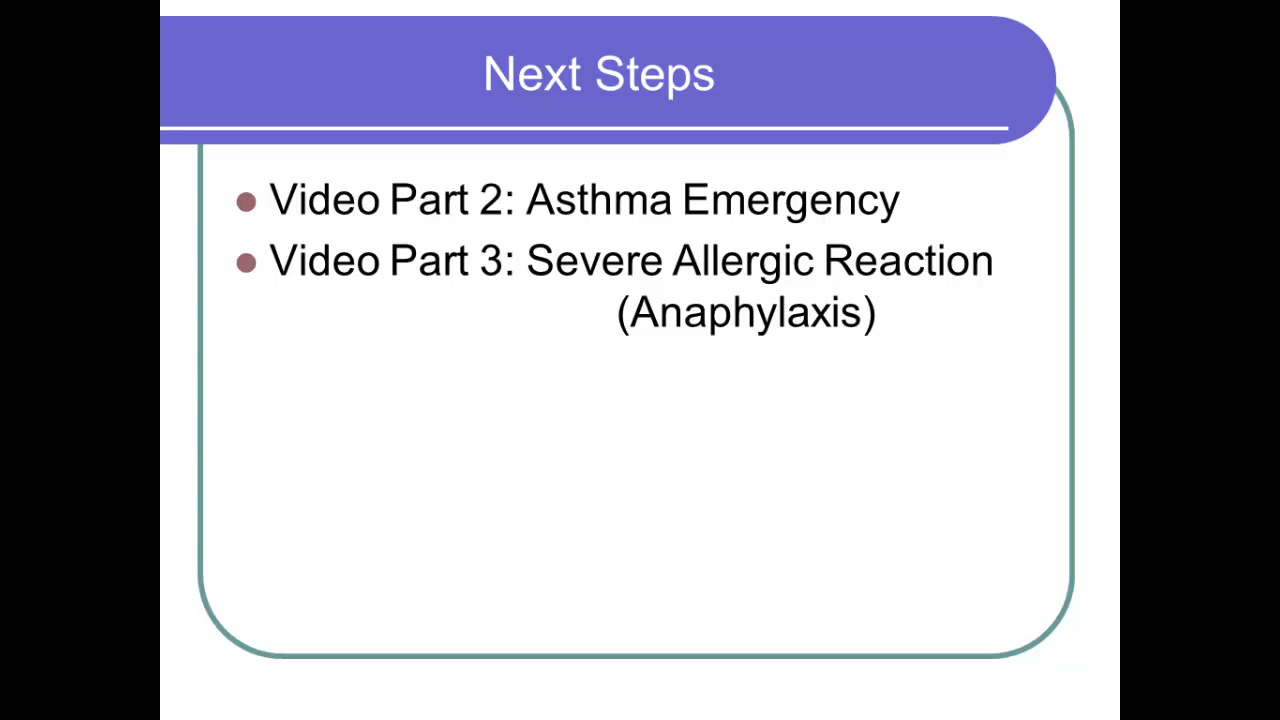 Next Steps
Video Part 2: Asthma Emergency
Video Part 3: Severe Allergic Reaction
(Anaphylaxis)